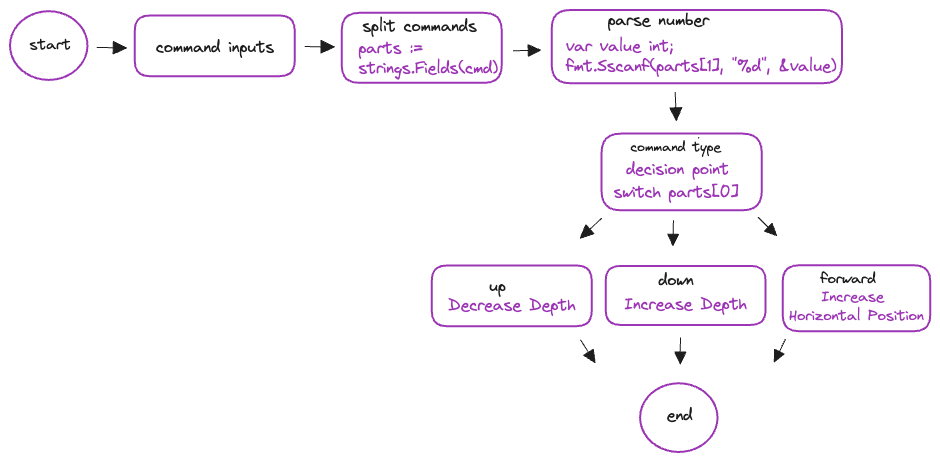 start
command inputs
split commands
parts :=
strings.Fields(cmd)
parse number
var value int;
fmt.Sscanf(parts[1], "%d", &value)
command type
decision point
switch parts[0]
up
Decrease Depth
down
Increase Depth
forward
Increase
Horizontal Position
end